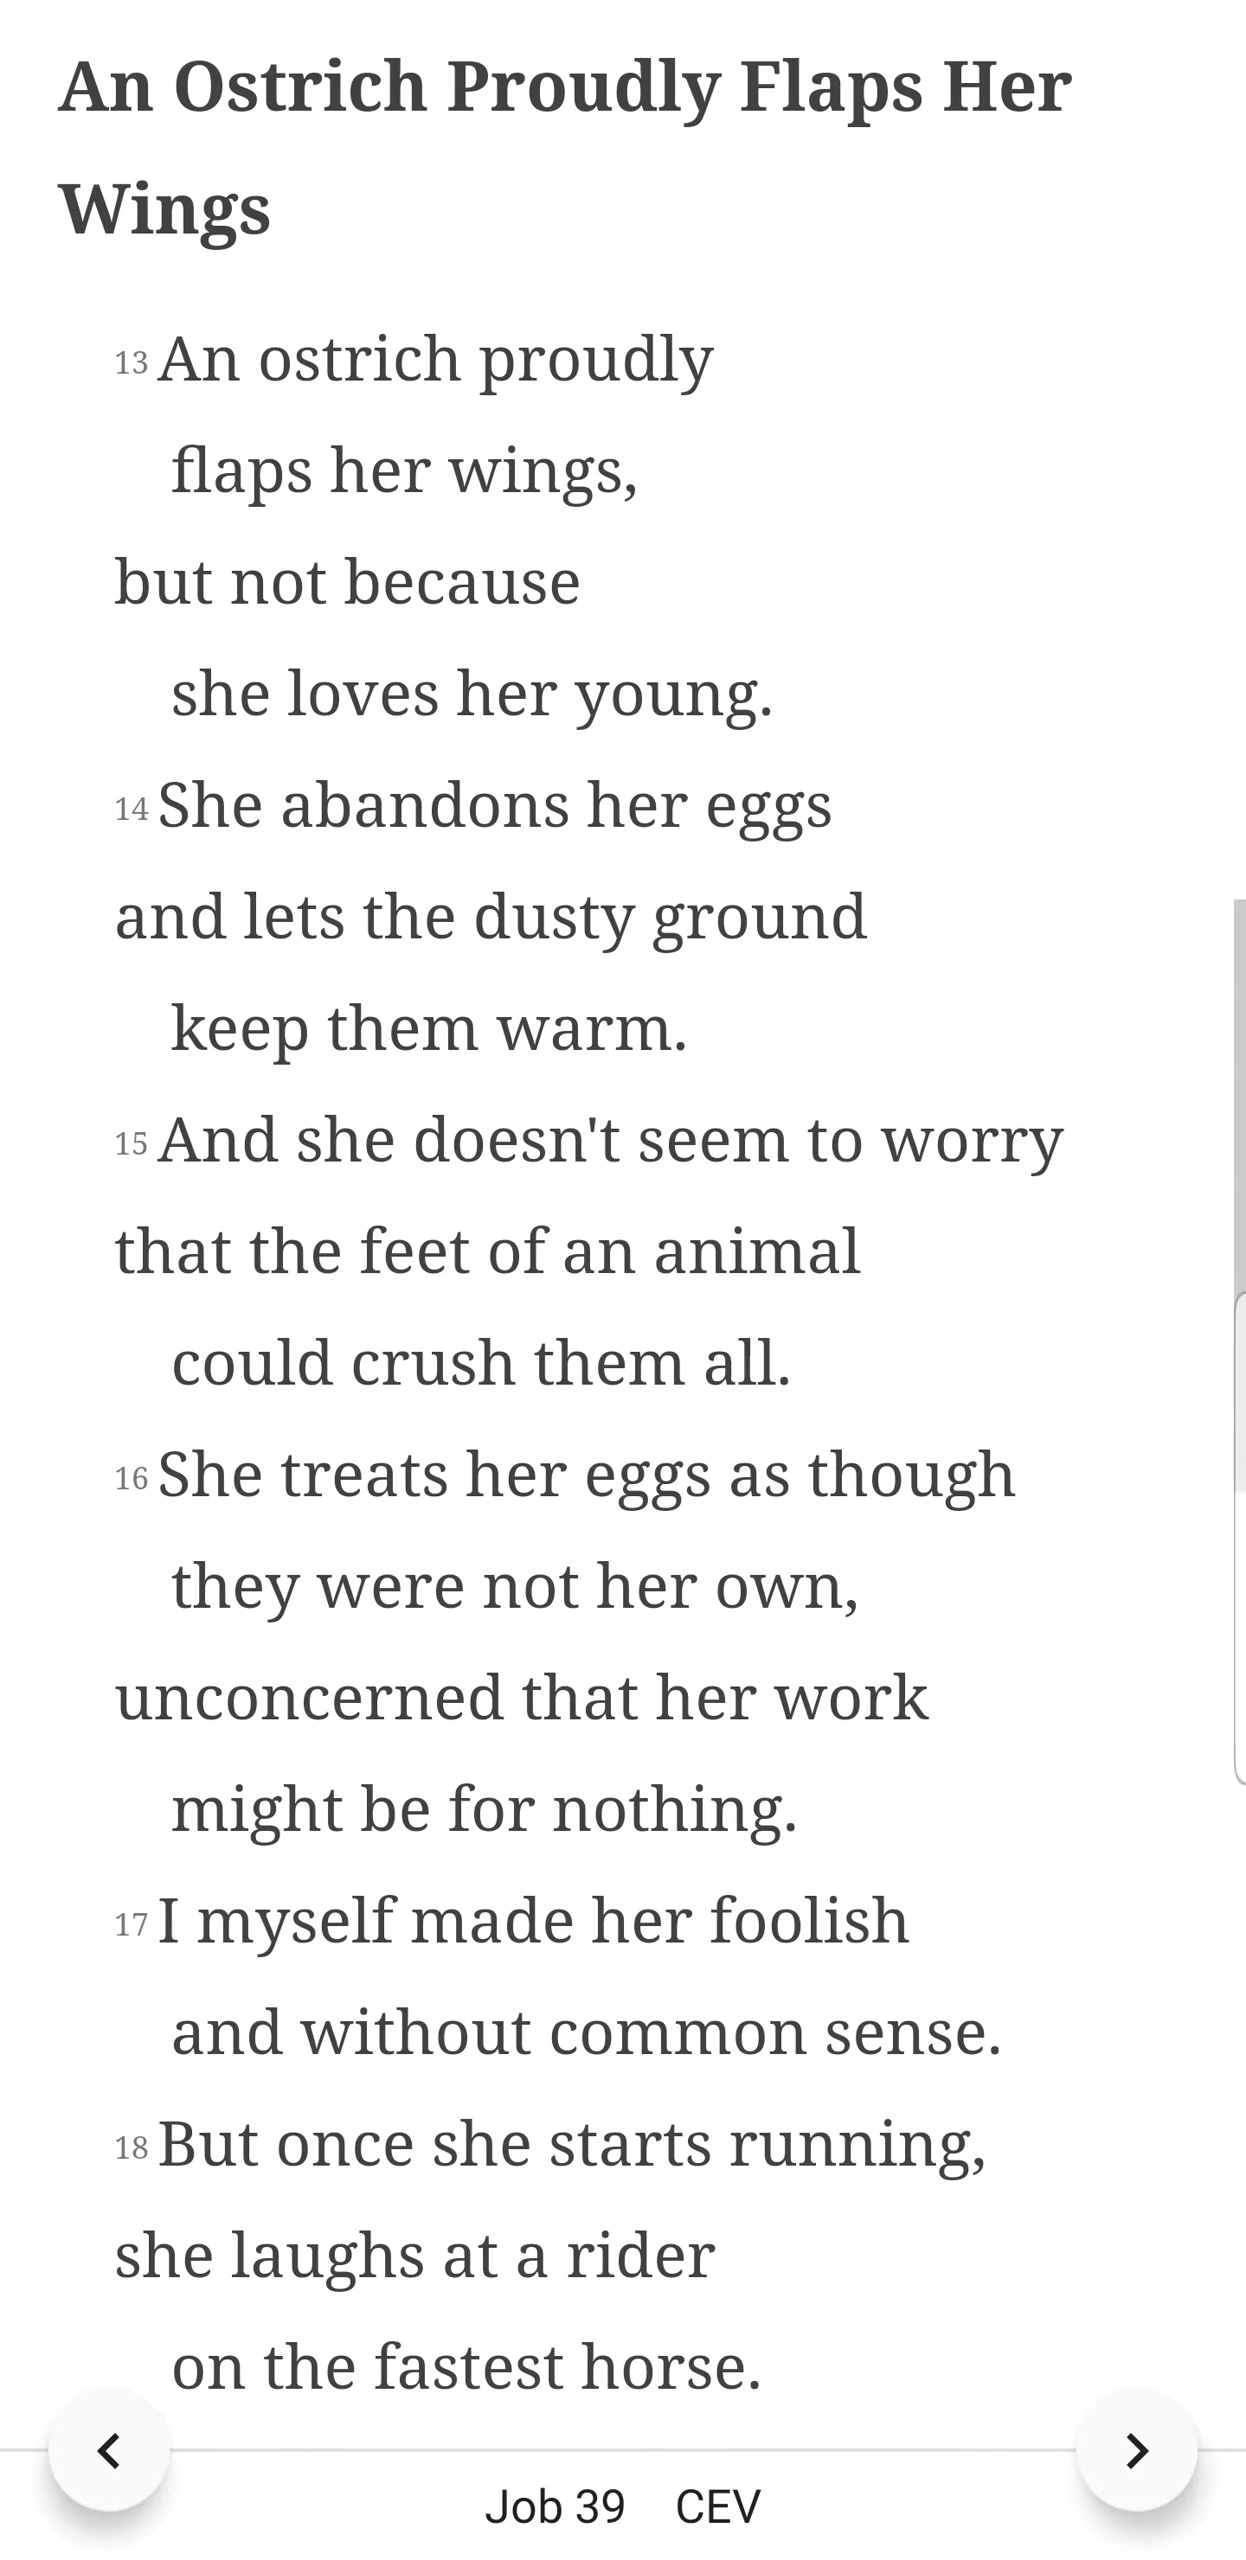 An Ostrich Proudly Flaps Her
Wings
13 An ostrich proudly
flaps her wings,
but not because
she loves her young.
14 She abandons her eggs
and lets the dusty ground
keep them warm.
15 And she doesn't seem to worry
that the feet of an animal
could crush them all.
16 She treats her eggs as though
they were not her own,
unconcerned that her work
might be for nothing.
17 I myself made her foolish
and without common sense.
18 But once she starts running,
she laughs at a rider
on the fastest horse.
Job 39 CEV